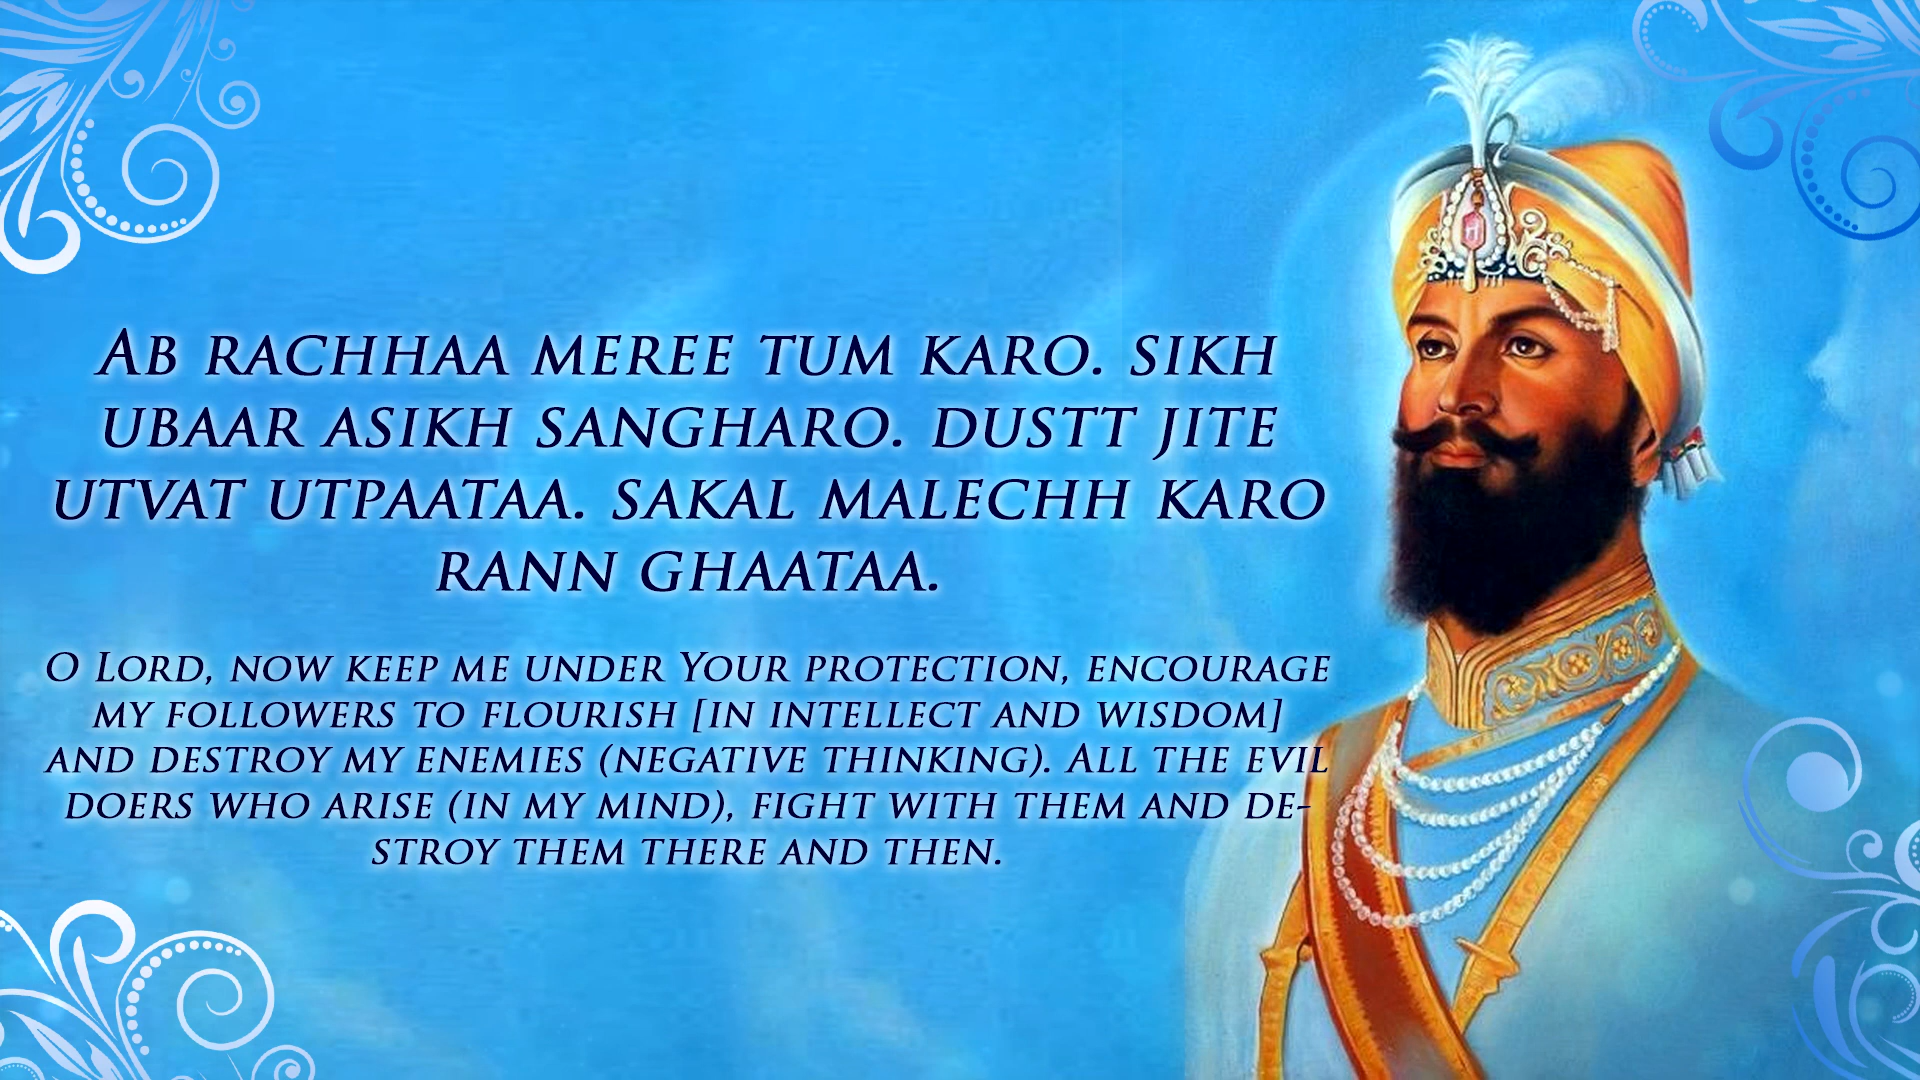 Ab rachhaa meree tum karo. sikh
ubaar asikh sangharo. dustt jite
utvat utpaataa. sakal malechh karo
rann ghaataa.
O Lord, now keep me under Your protection, encourage
my followers to flourish [in intellect and wisdom]
and destroy my enemies (negative thinking). All the evil
doers who arise (in my mind), fight with them and de-
stroy them there and then.